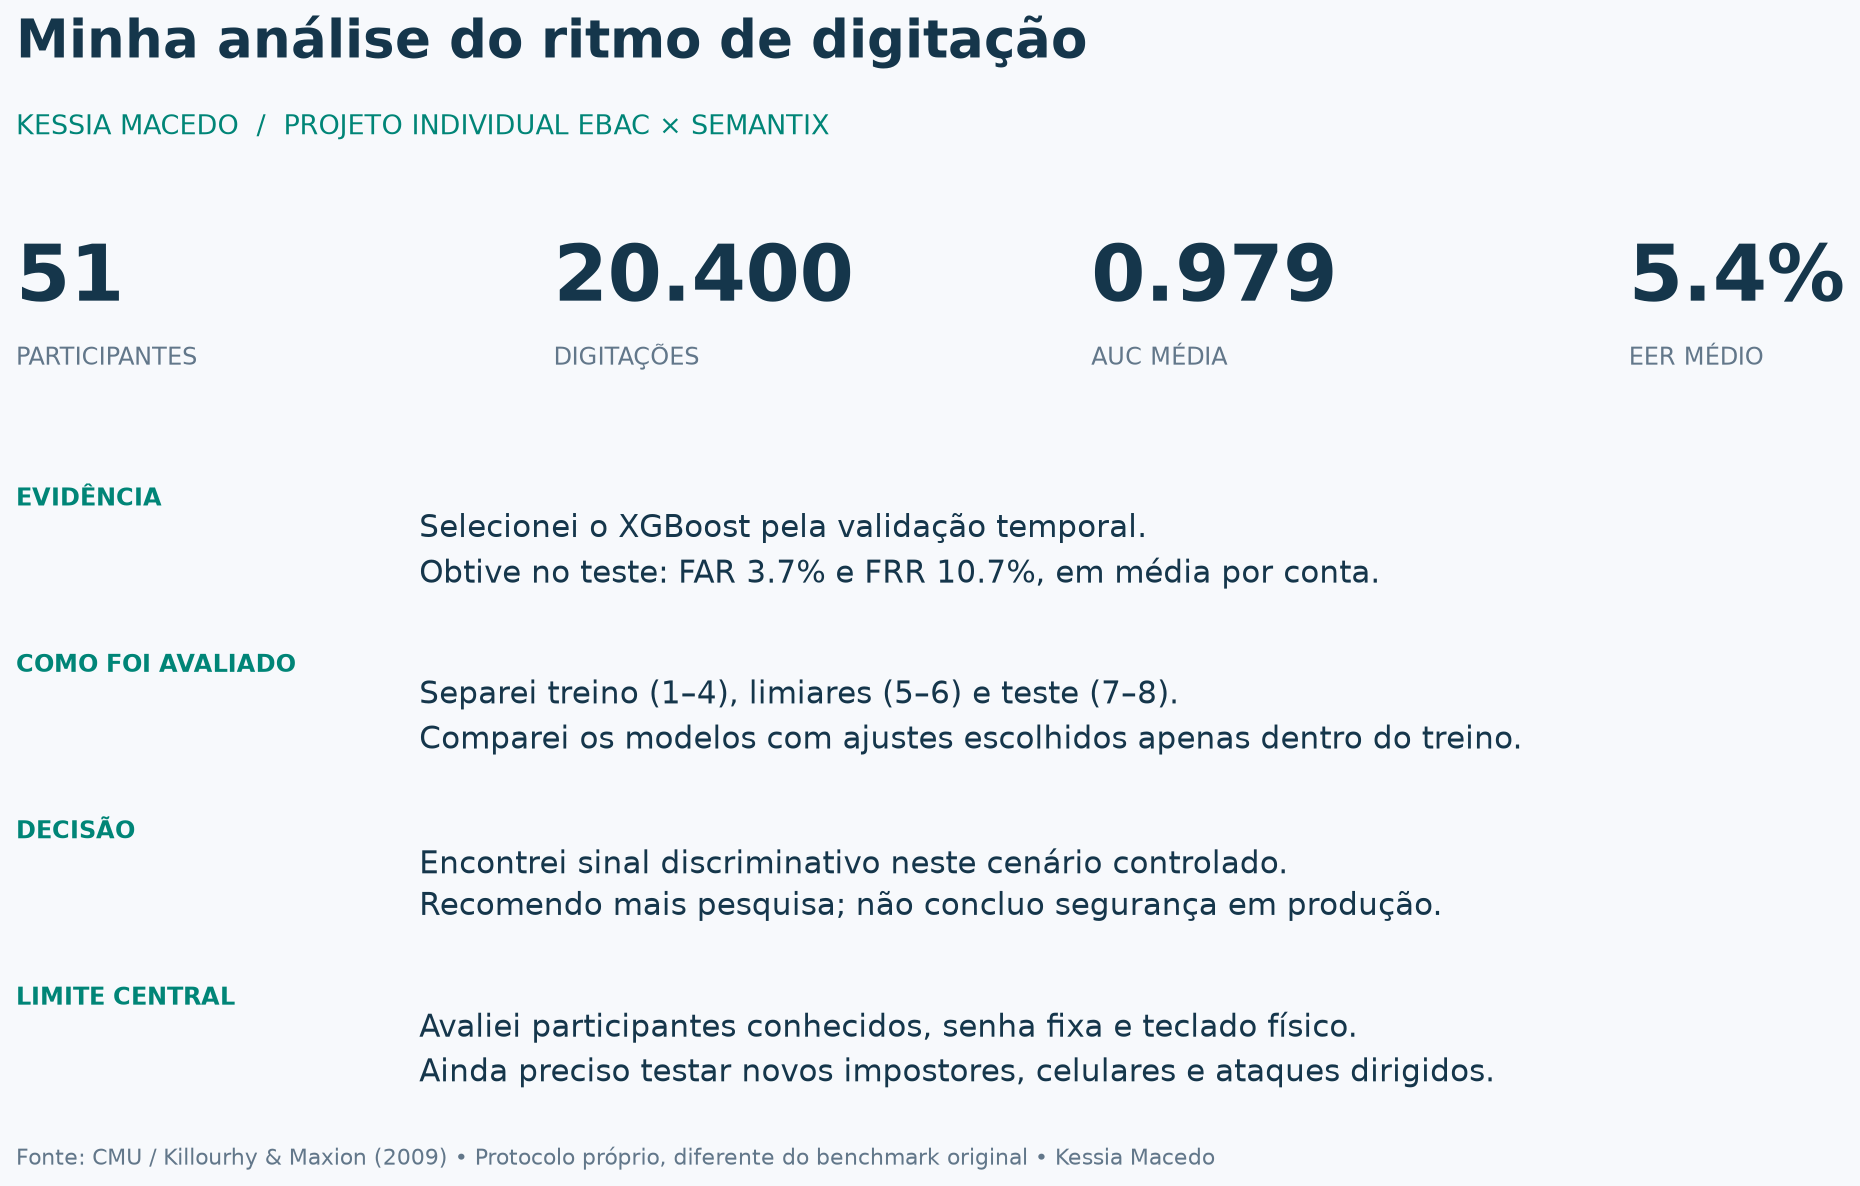 Minha análise do ritmo de digitação
KESSIA MACEDO / PROJETO INDIVIDUAL EBAC × SEMANTIX
51
PARTICIPANTES
20.400
DIGITAÇÕES
0.979
AUC MÉDIA
5.4%
EER MÉDIO
EVIDÊNCIA
Selecionei o XGBoost pela validação temporal.
Obtive no teste: FAR 3.7% e FRR 10.7%, em média por conta.
COMO FOI AVALIADO
Separei treino (1–4), limiares (5–6) e teste (7–8).
Comparei os modelos com ajustes escolhidos apenas dentro do treino.
DECISÃO
Encontrei sinal discriminativo neste cenário controlado.
Recomendo mais pesquisa; não concluo segurança em produção.
LIMITE CENTRAL
Avaliei participantes conhecidos, senha fixa e teclado físico.
Ainda preciso testar novos impostores, celulares e ataques dirigidos.
Fonte: CMU / Killourhy & Maxion (2009) • Protocolo próprio, diferente do benchmark original • Kessia Macedo